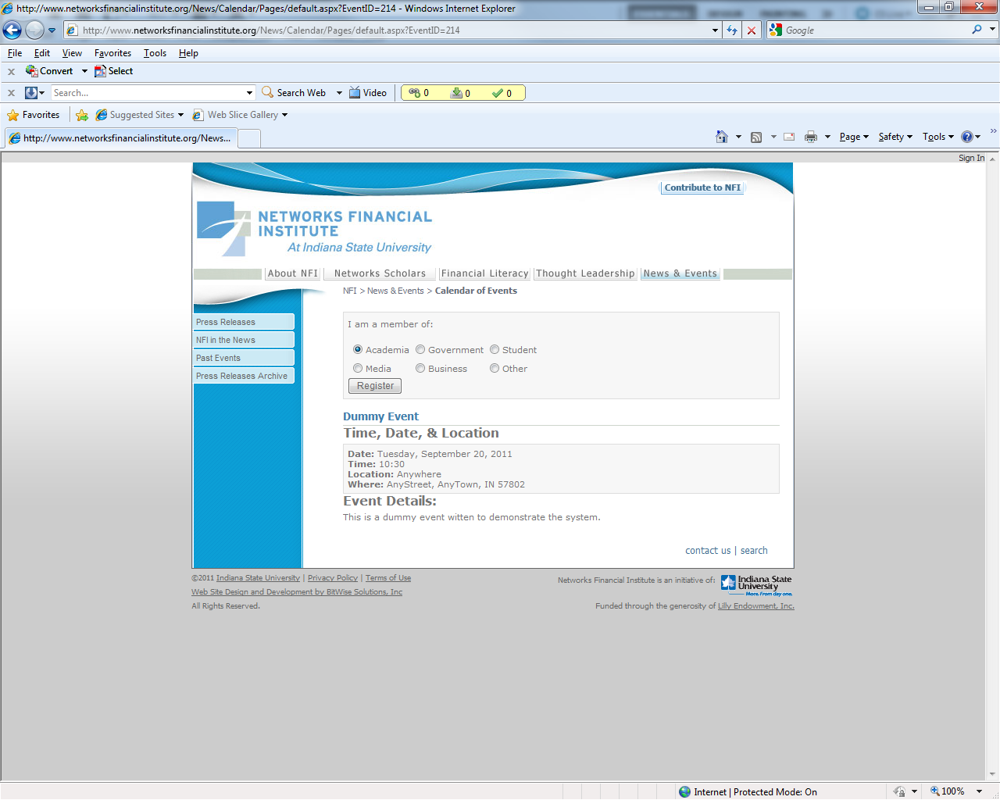 http://www.networksfinancialinstitute.org/News/Calendar/Pages/default.aspx?EventID=214 - Windows Internet Explorer
http://www.networksfinancialinstitute.org/News/Calendar/Pages/default.aspx?EventID=214
Google
File Edit View Favorites Tools Help
x Convert Select
x Search... Search Web Video 0 0 0
Favorites Suggested Sites Web Slice Gallery
http://www.networksfinancialinstitute.org/News... Page Safety Tools
Sign In
Contribute to NFI
NETWORKS FINANCIAL
INSTITUTE
At Indiana State University
About NFI Networks Scholars Financial Literacy Thought Leadership News & Events
NFI > News & Events > Calendar of Events
Press Releases
NFI in the News
Past Events
Press Releases Archive
I am a member of:
Academia Government Student
Media Business Other
Register
Dummy Event
Time, Date, & Location
Date: Tuesday, September 20, 2011
Time: 10:30
Location: Anywhere
Where: AnyStreet, AnyTown, IN 57802
Event Details:
This is a dummy event witten to demonstrate the system.
contact us | search
©2011 Indiana State University | Privacy Policy | Terms of Use
Web Site Design and Development by BitWise Solutions, Inc
All Rights Reserved.
Networks Financial Institute is an initiative of:
Indiana State
University
More. From day one.
Funded through the generosity of Lilly Endowment, Inc.
Internet | Protected Mode: On
100%